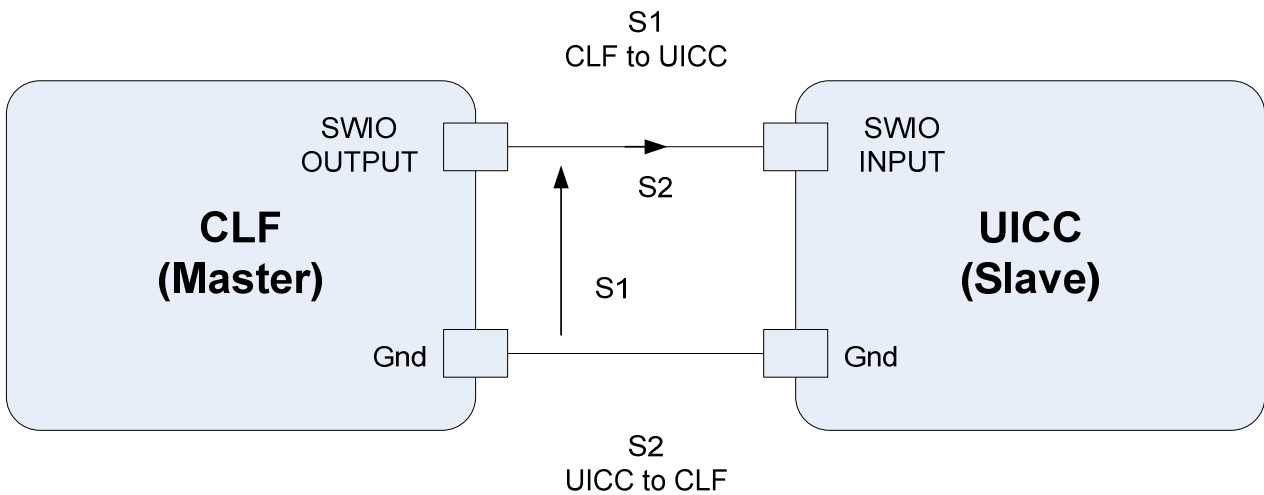 S1
CLF to UICC
SWIO
OUTPUT
SWIO
INPUT
S2
CLF
(Master)
UICC
(Slave)
S1
Gnd
Gnd
S2
UICC to CLF